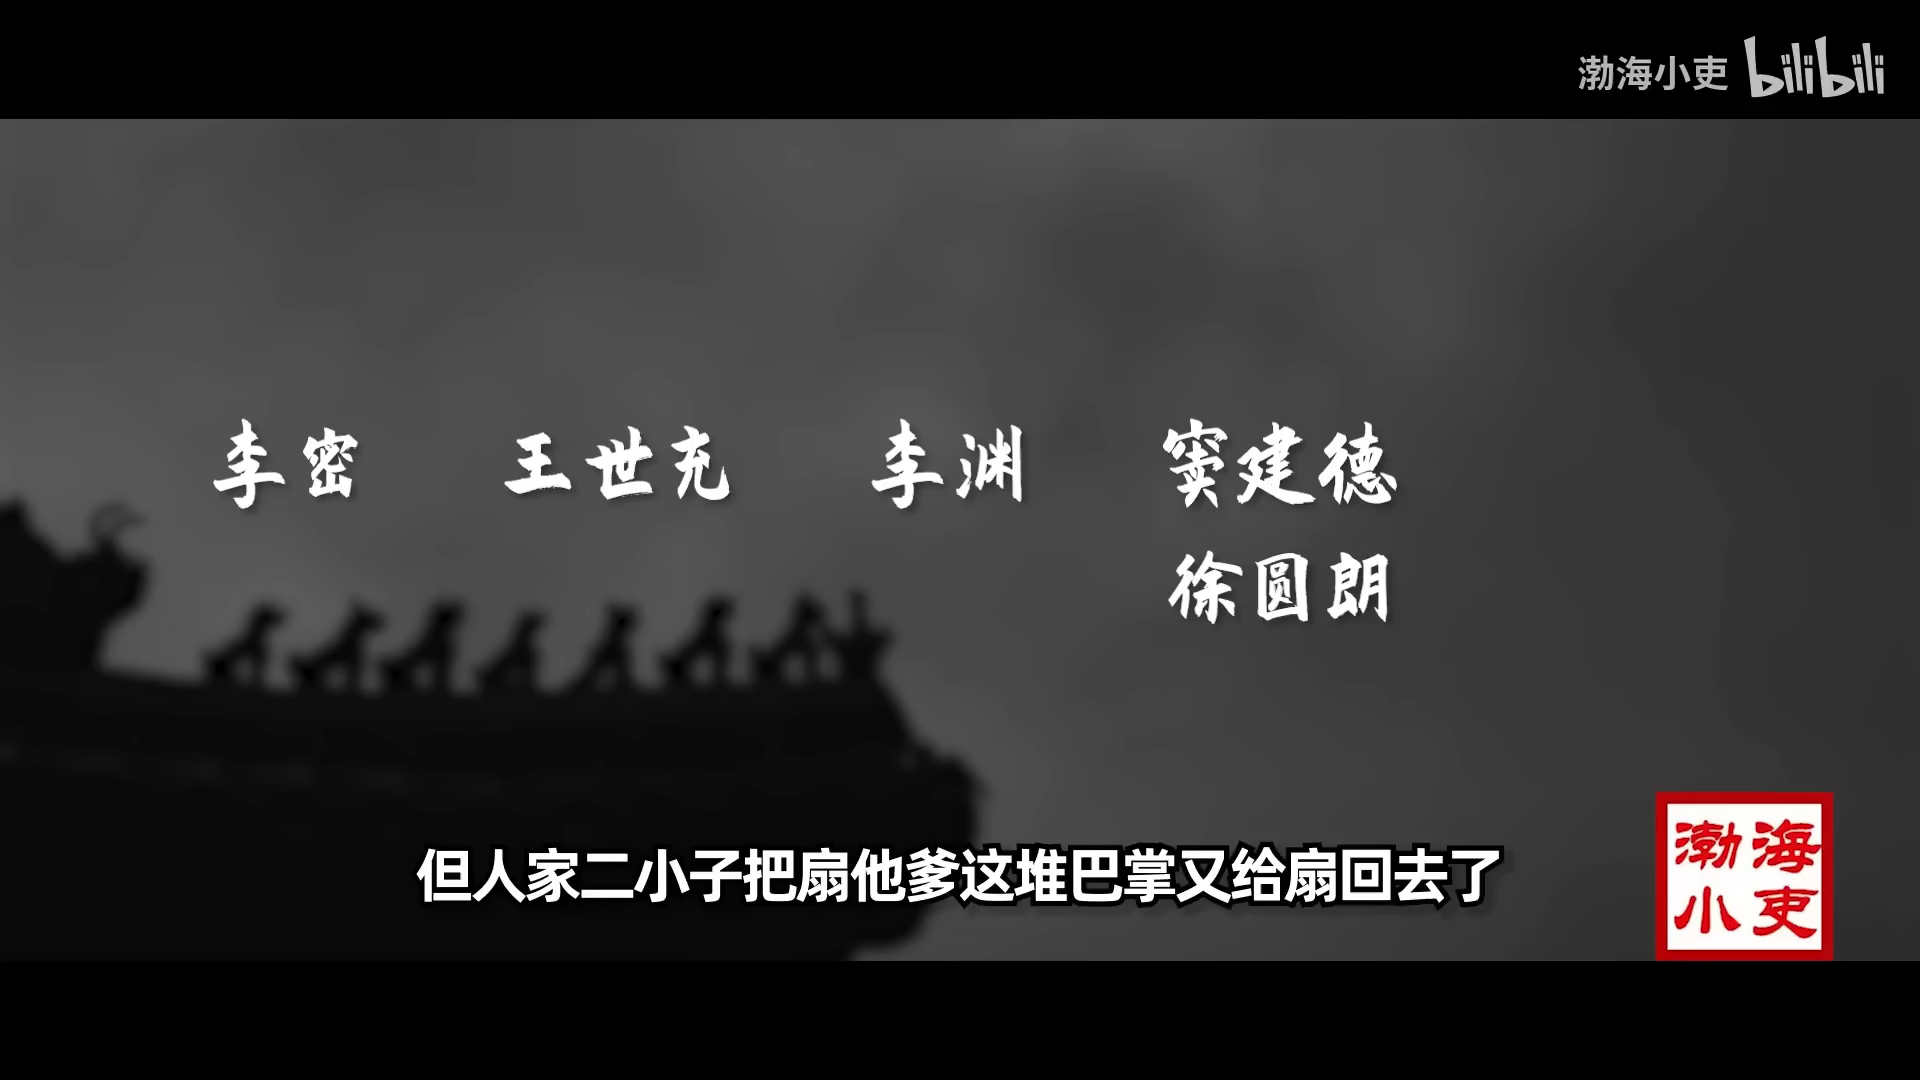 渤海小吏 bilibili
李密 王世充 李渊 窦建德
徐圆朗
但人家二小子把扇他爹这堆巴掌又给扇回去了
渤海
小吏